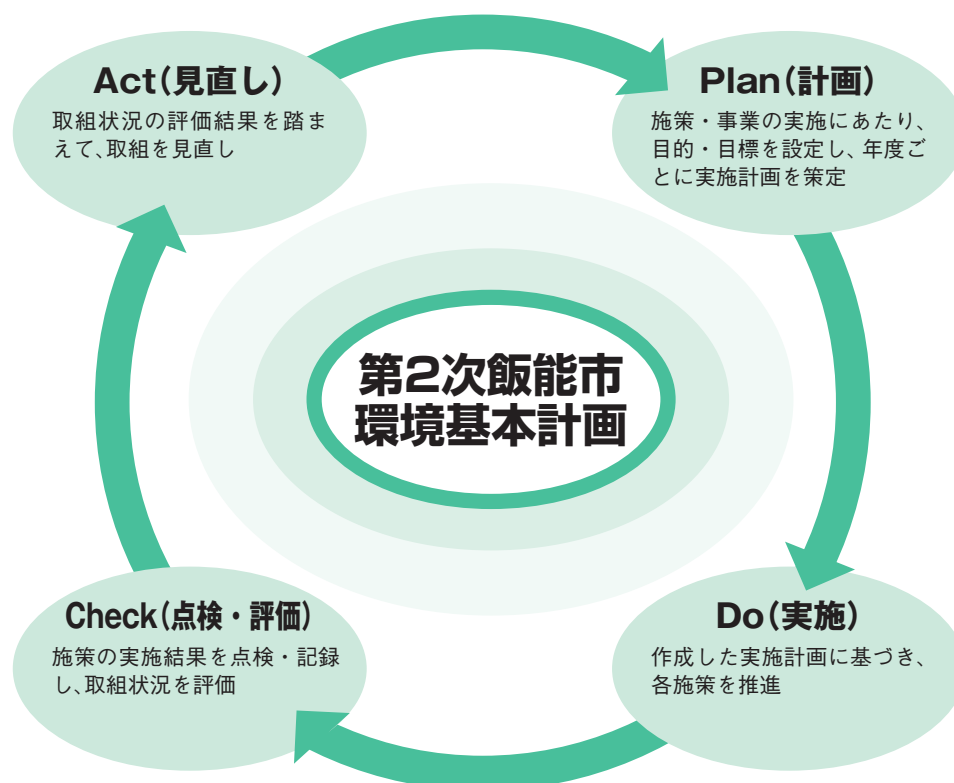 Act(見直し)
取組状況の評価結果を踏ま
えて、取組を見直し
Plan(計画)
施策・事業の実施にあたり、
目的・目標を設定し、年度ご
とに実施計画を策定
第2次飯能市
環境基本計画
Check(点検・評価)
施策の実施結果を点検・記録
し、取組状況を評価
Do(実施)
作成した実施計画に基づき、
各施策を推進